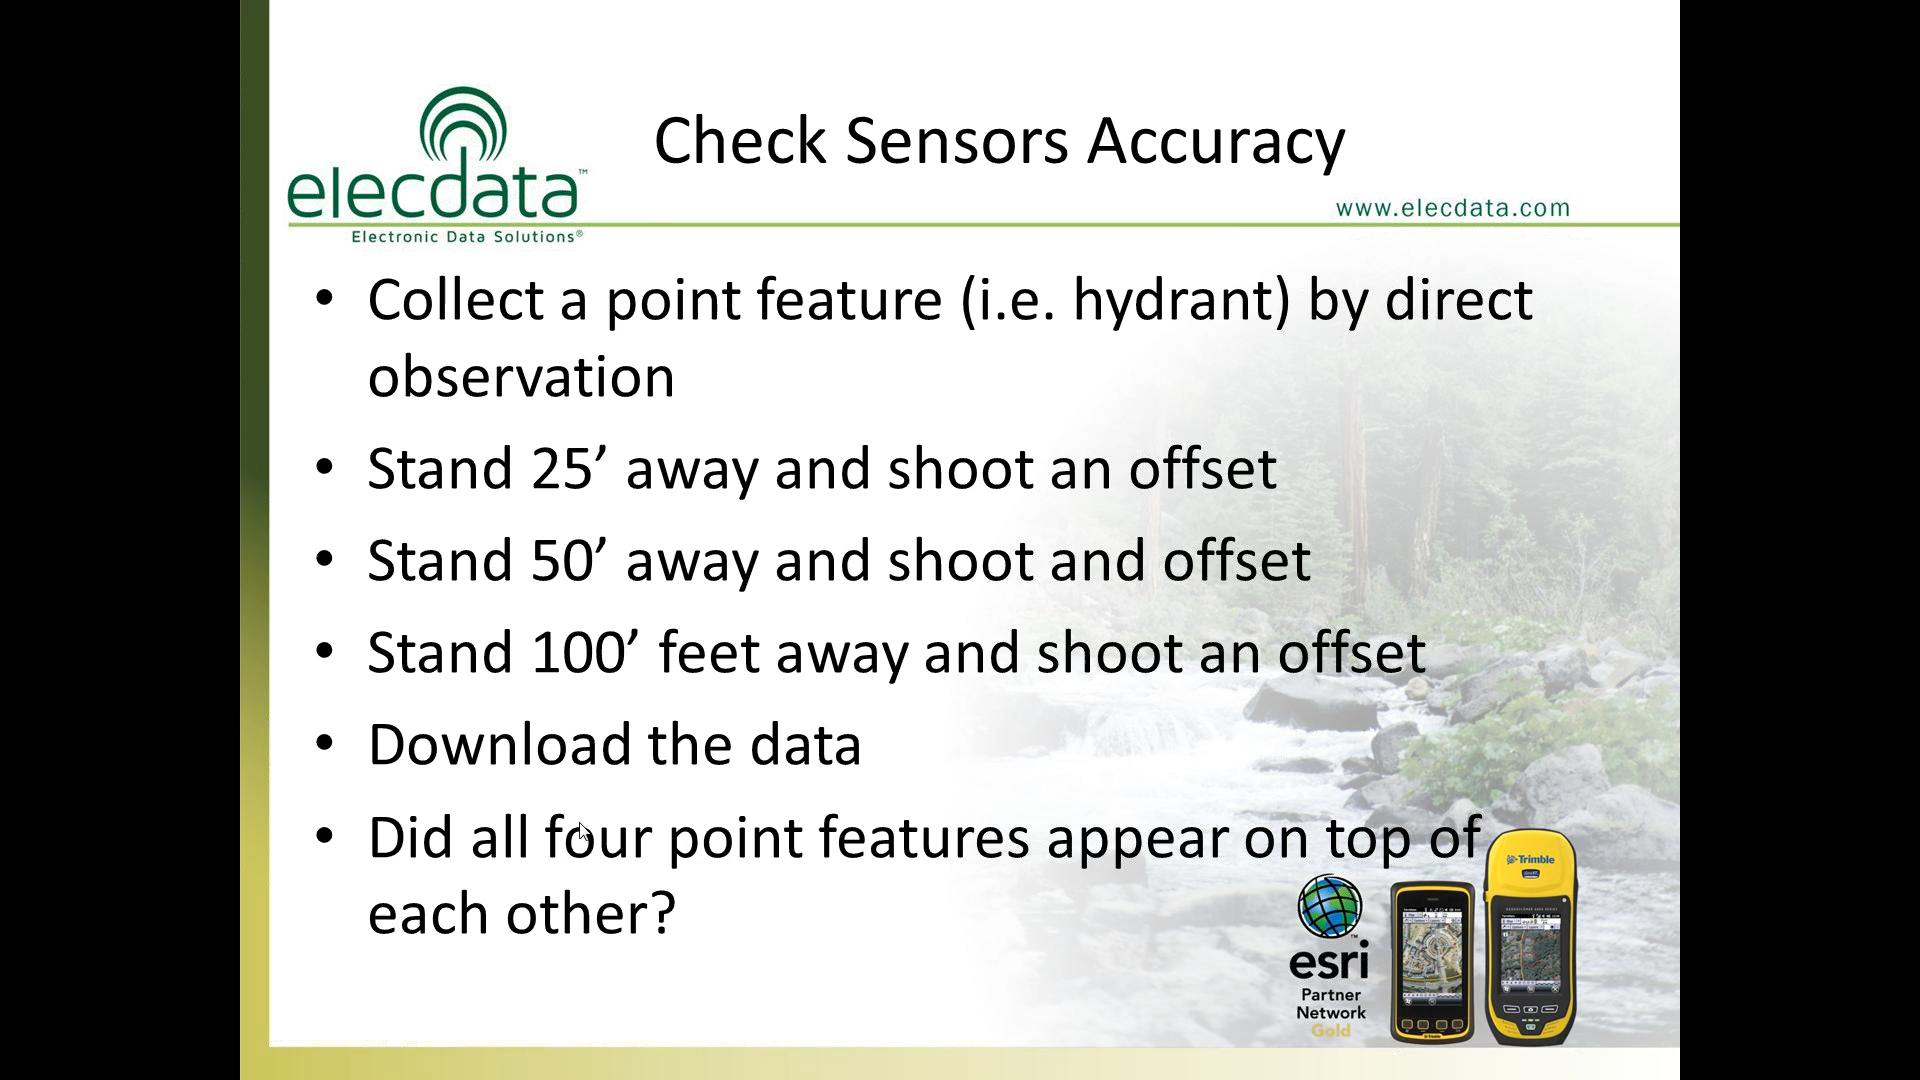 Check Sensors Accuracy
elecdata™
www.elecdata.com
Electronic Data Solutions®
• Collect a point feature (i.e. hydrant) by direct
observation
• Stand 25’ away and shoot an offset
• Stand 50’ away and shoot and offset
• Stand 100’ feet away and shoot an offset
• Download the data
• Did all four point features appear on top of
each other?
Trimble
esri™
Partner
Network
Gold